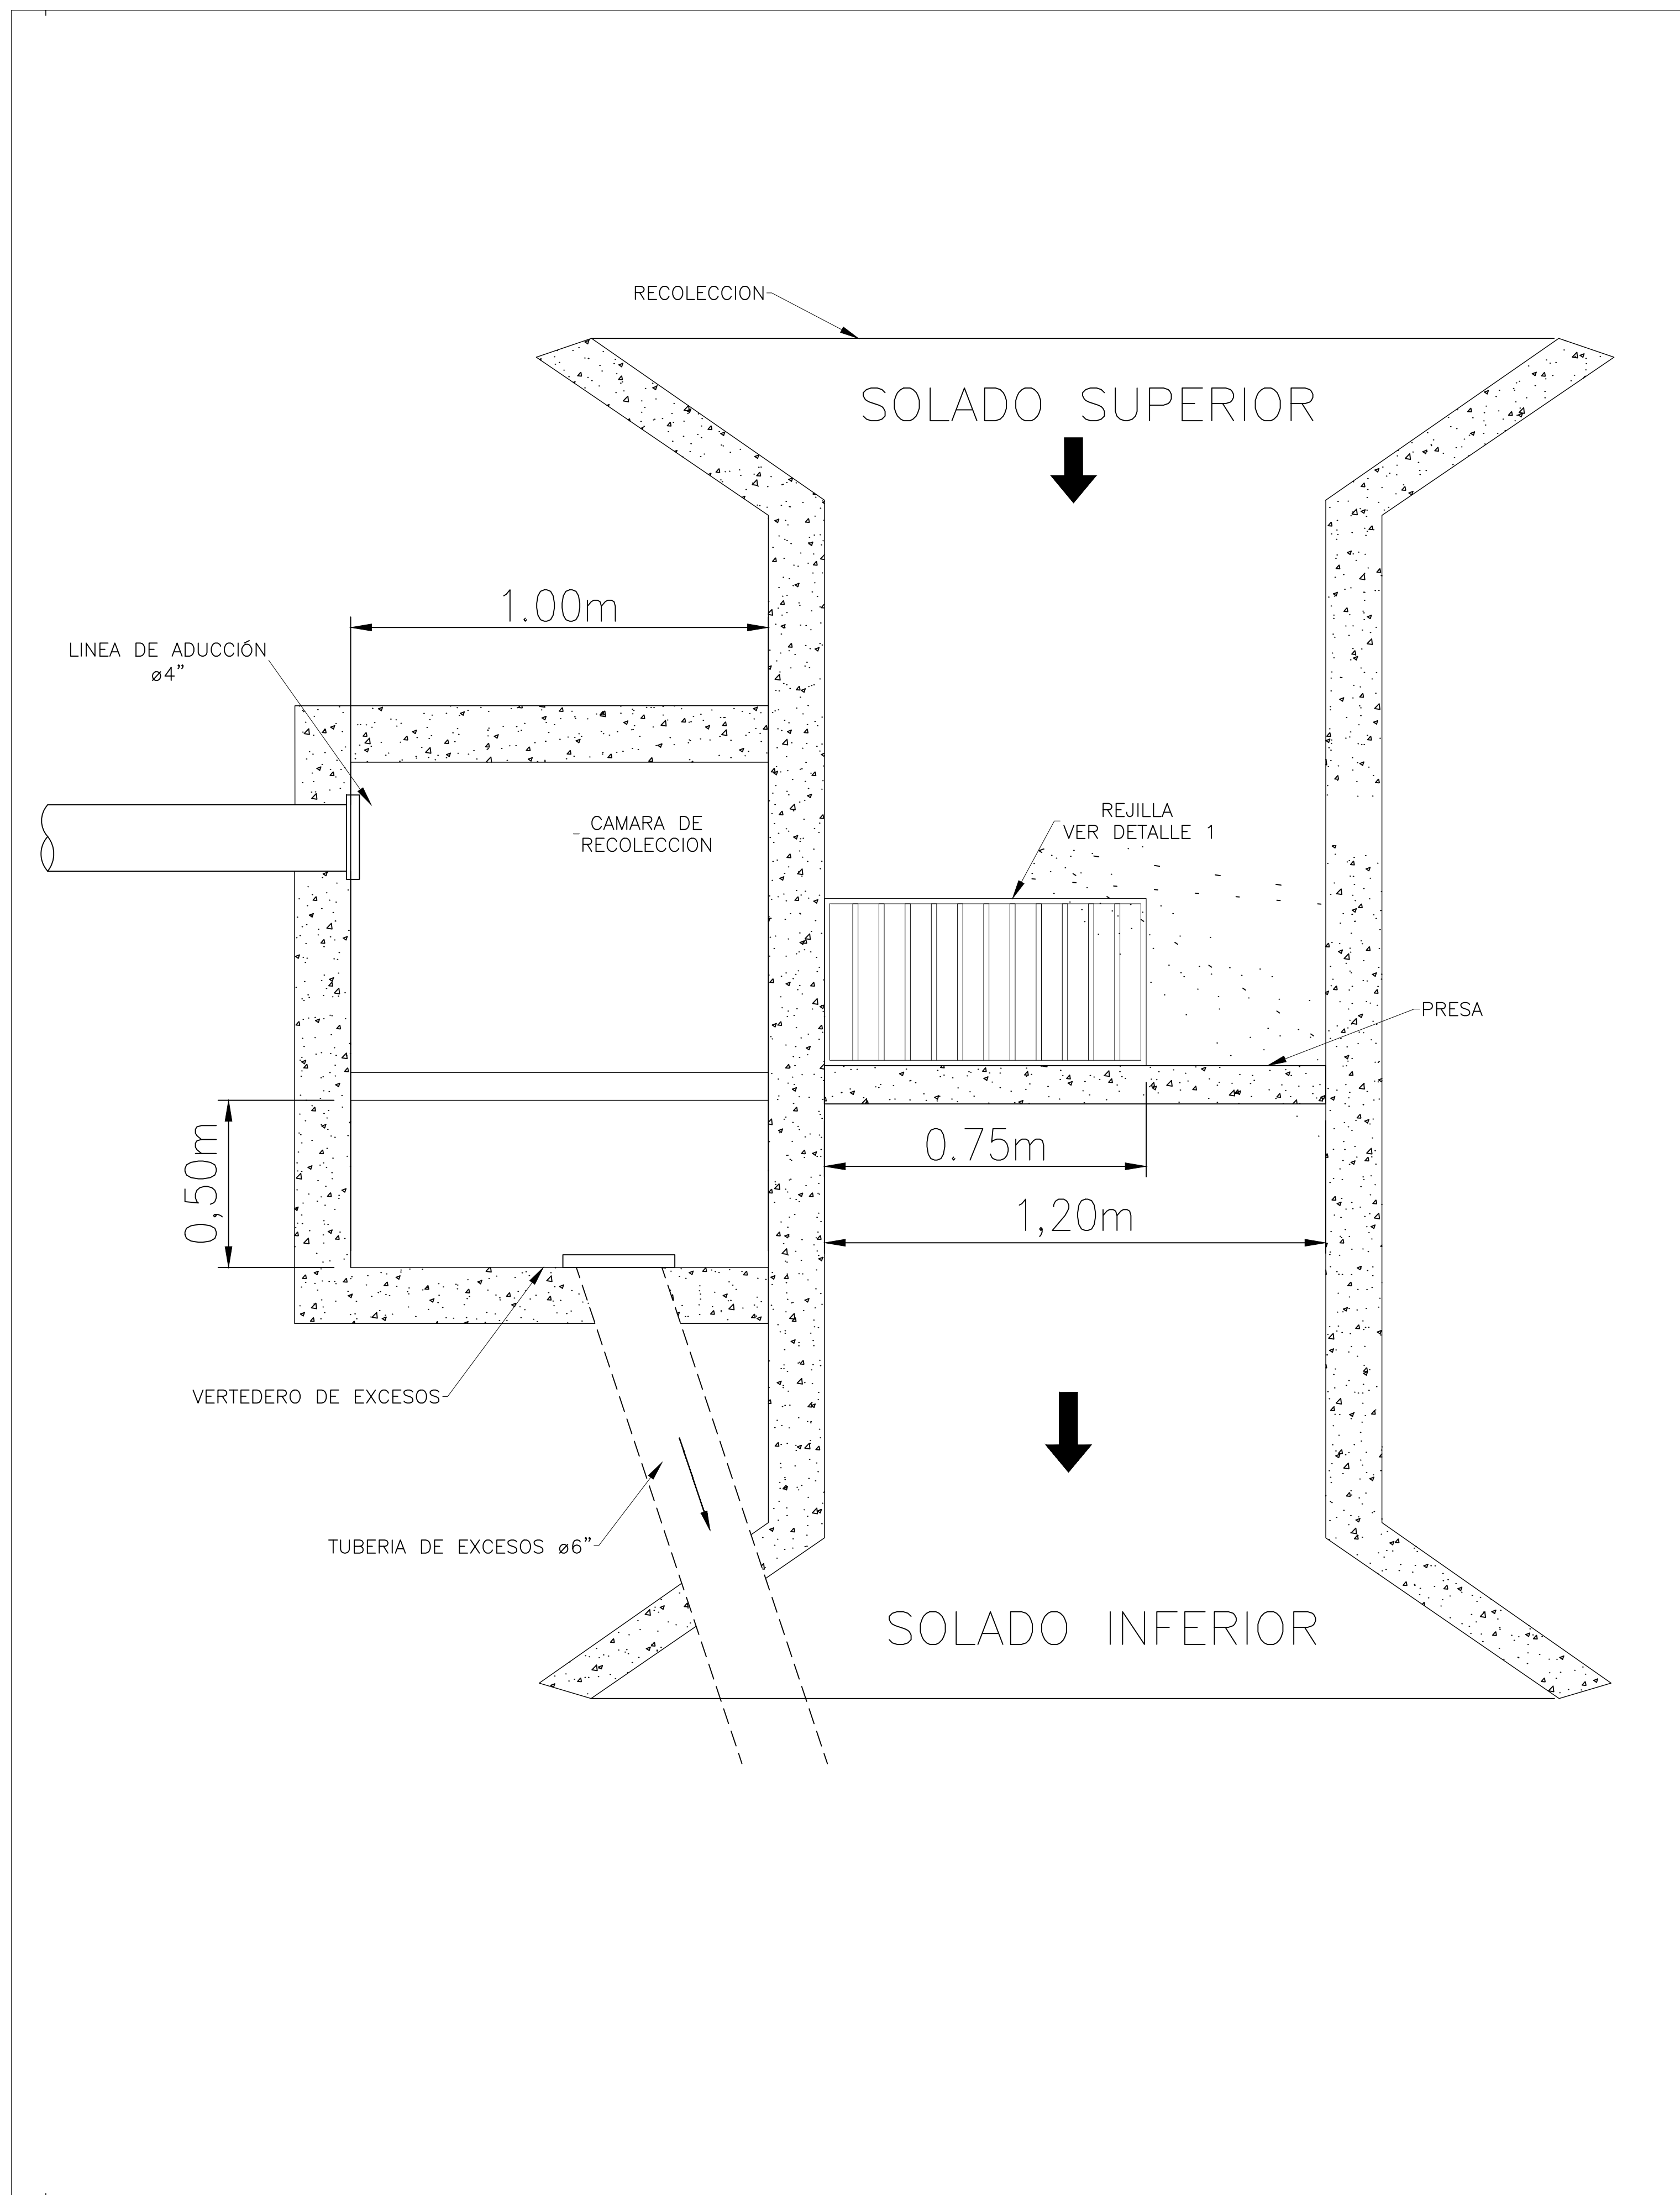 RECOLECCION
SOLADO SUPERIOR
1.00m
LINEA DE ADUCCIÓN
ø4”
CAMARA DE
RECOLECCION
REJILLA
VER DETALLE 1
PRESA
0,50m
0.75m
1,20m
VERTEDERO DE EXCESOS
TUBERIA DE EXCESOS ø6”
SOLADO INFERIOR